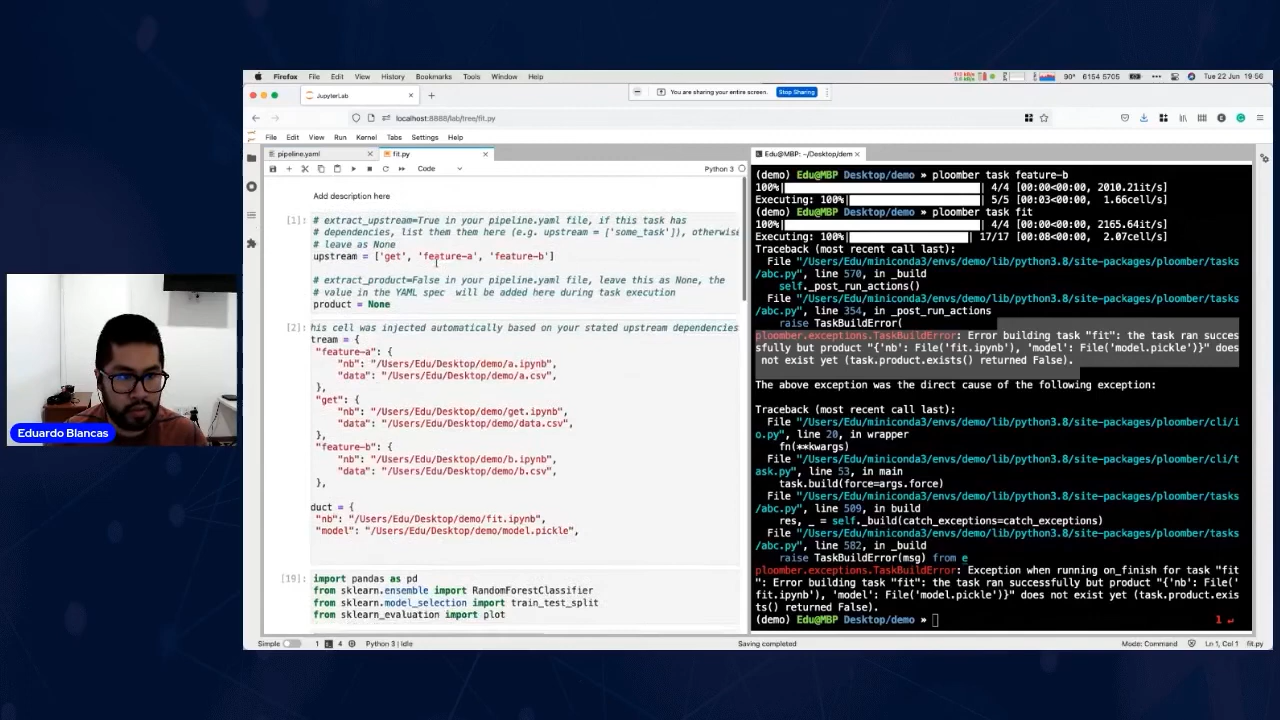 Firefox File Edit View History Bookmarks Tools Window Help
90° 6154 5705 Tue 22 Jun 19:56
JupyterLab
You are sharing your entire screen. Stop Sharing
localhost:8888/lab/tree/fit.py
File Edit View Run Kernel Tabs Settings Help
pipeline.yaml
fit.py
Code
Python 3
Add description here
[1]:
# extract_upstream=True in your pipeline.yaml file, if this task has
# dependencies, list them them here (e.g. upstream = ['some_task']), otherwise
# leave as None
upstream = ['get', 'feature-a', 'feature-b']
# extract_product=False in your pipeline.yaml file, leave this as None, the
# value in the YAML spec will be added here during task execution
product = None
[2]:
his cell was injected automatically based on your stated upstream dependencies
tream = {
"feature-a": {
"nb": "/Users/Edu/Desktop/demo/a.ipynb",
"data": "/Users/Edu/Desktop/demo/a.csv",
},
"get": {
"nb": "/Users/Edu/Desktop/demo/get.ipynb",
"data": "/Users/Edu/Desktop/demo/data.csv",
},
"feature-b": {
"nb": "/Users/Edu/Desktop/demo/b.ipynb",
"data": "/Users/Edu/Desktop/demo/b.csv",
},
duct = {
"nb": "/Users/Edu/Desktop/demo/fit.ipynb",
"model": "/Users/Edu/Desktop/demo/model.pickle",
[19]:
import pandas as pd
from sklearn.ensemble import RandomForestClassifier
from sklearn.model_selection import train_test_split
from sklearn_evaluation import plot
Simple 1 4 Python 3 | Idle
Saving completed
Mode: Command Ln 1, Col 1 fit.py
Edu@MBP: ~/Desktop/dem
(demo) Edu@MBP Desktop/demo » ploomber task feature-b
100%| | 4/4 [00:00<00:00, 2010.21it/s]
Executing: 100%| | 5/5 [00:03<00:00, 1.66cell/s]
(demo) Edu@MBP Desktop/demo » ploomber task fit
100%| | 4/4 [00:00<00:00, 2165.64it/s]
Executing: 100%| | 17/17 [00:08<00:00, 2.07cell/s]
Traceback (most recent call last):
File "/Users/Edu/miniconda3/envs/demo/lib/python3.8/site-packages/ploomber/tasks
/abc.py", line 570, in _build
self._post_run_actions()
File "/Users/Edu/miniconda3/envs/demo/lib/python3.8/site-packages/ploomber/tasks
/abc.py", line 354, in _post_run_actions
raise TaskBuildError(
ploomber.exceptions.TaskBuildError: Error building task "fit": the task ran succes
sfully but product "{'nb': File('fit.ipynb'), 'model': File('model.pickle')}" does
not exist yet (task.product.exists() returned False).
The above exception was the direct cause of the following exception:
Traceback (most recent call last):
File "/Users/Edu/miniconda3/envs/demo/lib/python3.8/site-packages/ploomber/cli/i
o.py", line 20, in wrapper
fn(**kwargs)
File "/Users/Edu/miniconda3/envs/demo/lib/python3.8/site-packages/ploomber/cli/t
ask.py", line 53, in main
task.build(force=args.force)
File "/Users/Edu/miniconda3/envs/demo/lib/python3.8/site-packages/ploomber/tasks
/abc.py", line 509, in build
res, _ = self._build(catch_exceptions=catch_exceptions)
File "/Users/Edu/miniconda3/envs/demo/lib/python3.8/site-packages/ploomber/tasks
/abc.py", line 582, in _build
raise TaskBuildError(msg) from e
ploomber.exceptions.TaskBuildError: Exception when running on_finish for task "fit
": Error building task "fit": the task ran successfully but product "{'nb': File('
fit.ipynb'), 'model': File('model.pickle')}" does not exist yet (task.product.exis
ts() returned False).
(demo) Edu@MBP Desktop/demo » 1 ↵
Eduardo Blancas